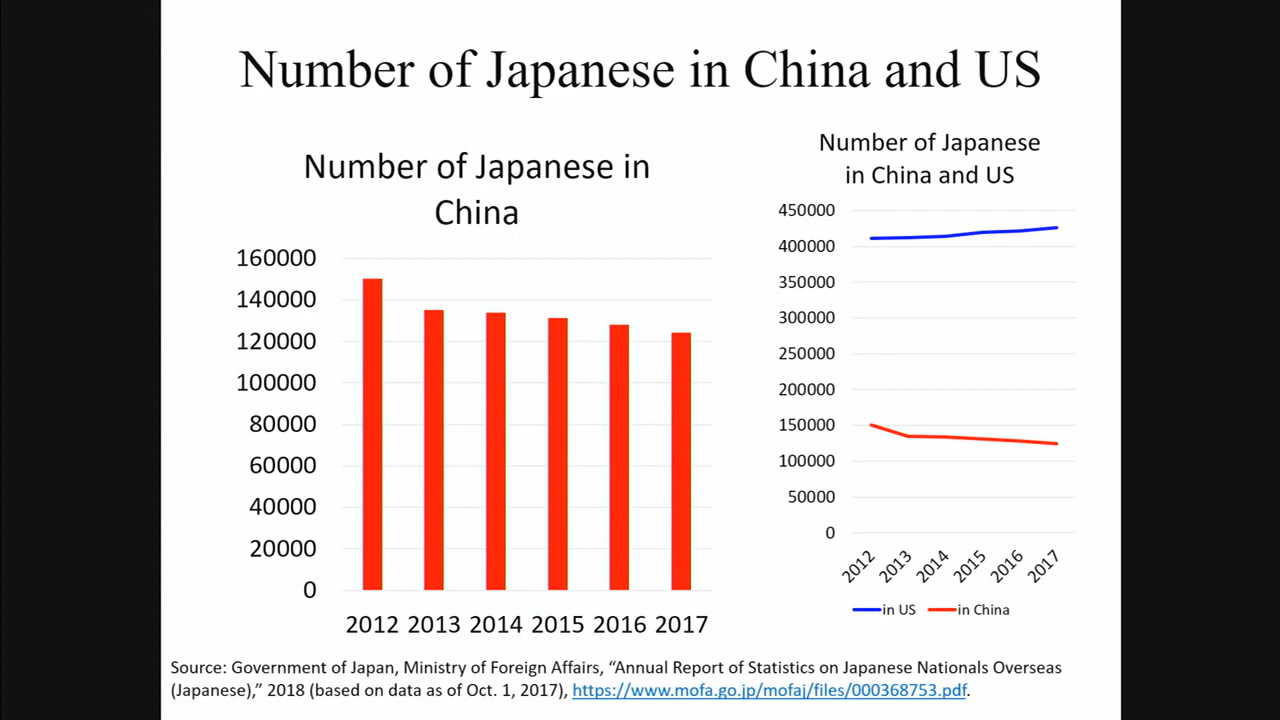 Number of Japanese in China and US
Number of Japanese in
China
160000
140000
120000
100000
80000
60000
40000
20000
0
2012 2013 2014 2015 2016 2017
Number of Japanese
in China and US
450000
400000
350000
300000
250000
200000
150000
100000
50000
0
2012 2013 2014 2015 2016 2017
in US in China
Source: Government of Japan, Ministry of Foreign Affairs, “Annual Report of Statistics on Japanese Nationals Overseas
(Japanese),” 2018 (based on data as of Oct. 1, 2017), https://www.mofa.go.jp/mofaj/files/000368753.pdf.